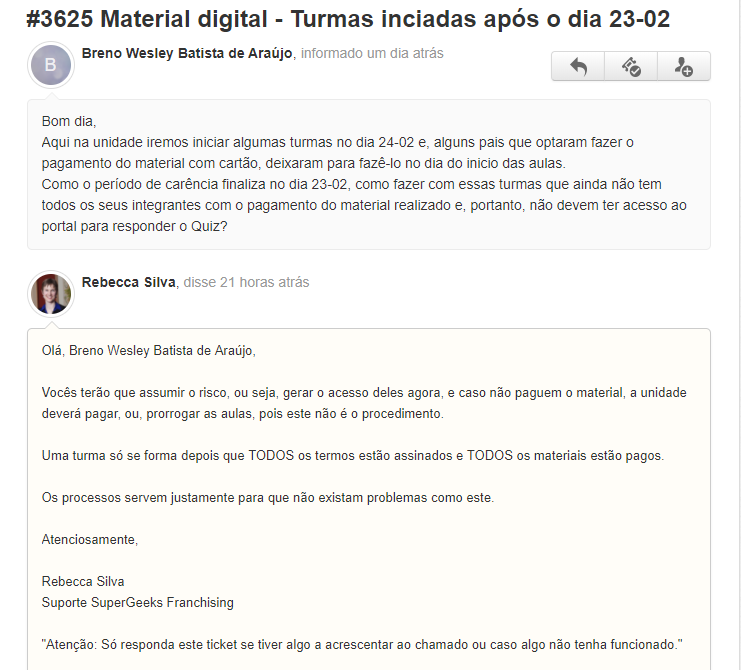 #3625 Material digital - Turmas inciadas após o dia 23-02
B
Breno Wesley Batista de Araújo, informado um dia atrás
Bom dia,
Aqui na unidade iremos iniciar algumas turmas no dia 24-02 e, alguns pais que optaram fazer o
pagamento do material com cartão, deixaram para fazê-lo no dia do inicio das aulas.
Como o período de carência finaliza no dia 23-02, como fazer com essas turmas que ainda não tem
todos os seus integrantes com o pagamento do material realizado e, portanto, não devem ter acesso ao
portal para responder o Quiz?
Rebecca Silva, disse 21 horas atrás
Olá, Breno Wesley Batista de Araújo,
Vocês terão que assumir o risco, ou seja, gerar o acesso deles agora, e caso não paguem o material, a unidade
deverá pagar, ou, prorrogar as aulas, pois este não é o procedimento.
Uma turma só se forma depois que TODOS os termos estão assinados e TODOS os materiais estão pagos.
Os processos servem justamente para que não existam problemas como este.
Atenciosamente,
Rebecca Silva
Suporte SuperGeeks Franchising
"Atenção: Só responda este ticket se tiver algo a acrescentar ao chamado ou caso algo não tenha funcionado."